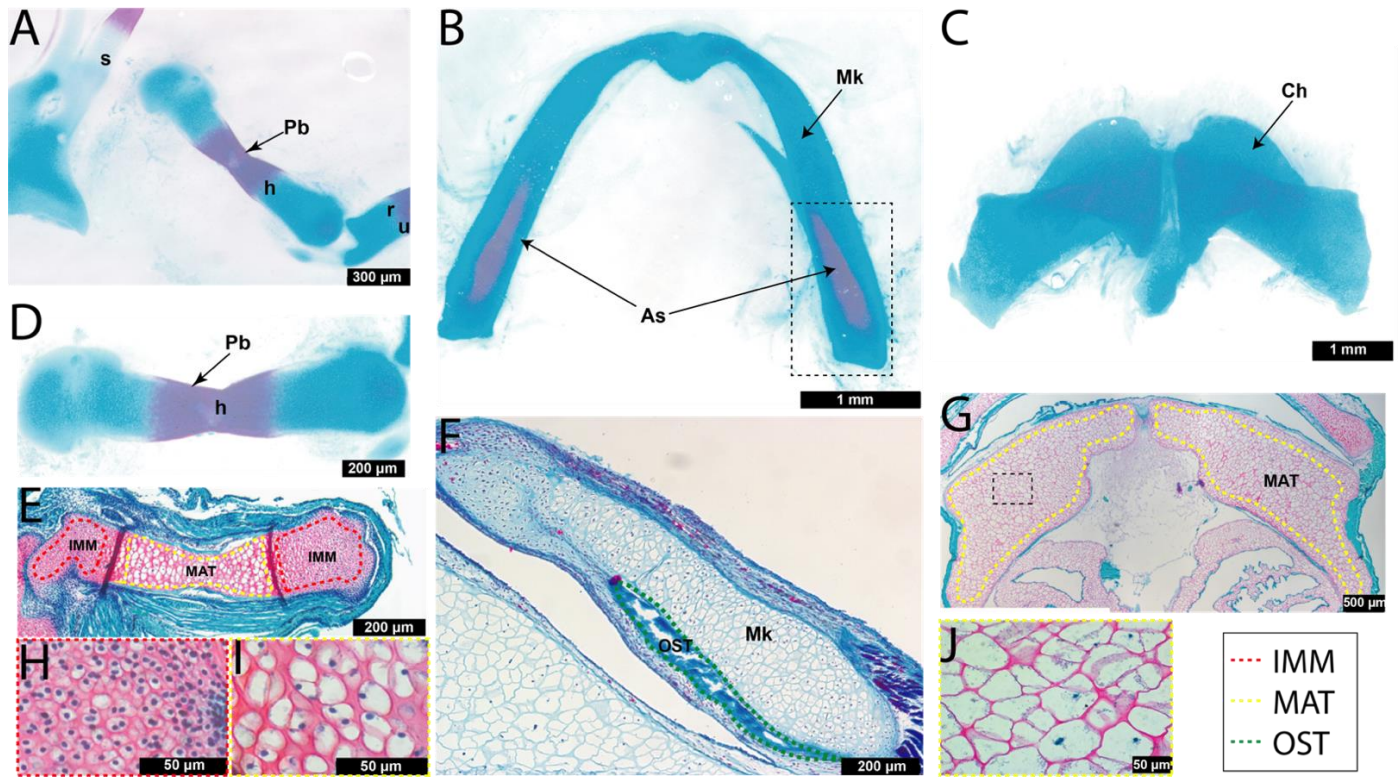 A
s
Pb
h
r
u
300 µm
B
Mk
As
1 mm
C
Ch
1 mm
D
Pb
h
200 µm
E
IMM
MAT
IMM
200 µm
F
OST
Mk
200 µm
G
MAT
500 µm
H
50 µm
I
50 µm
J
50 µm
IMM
MAT
OST